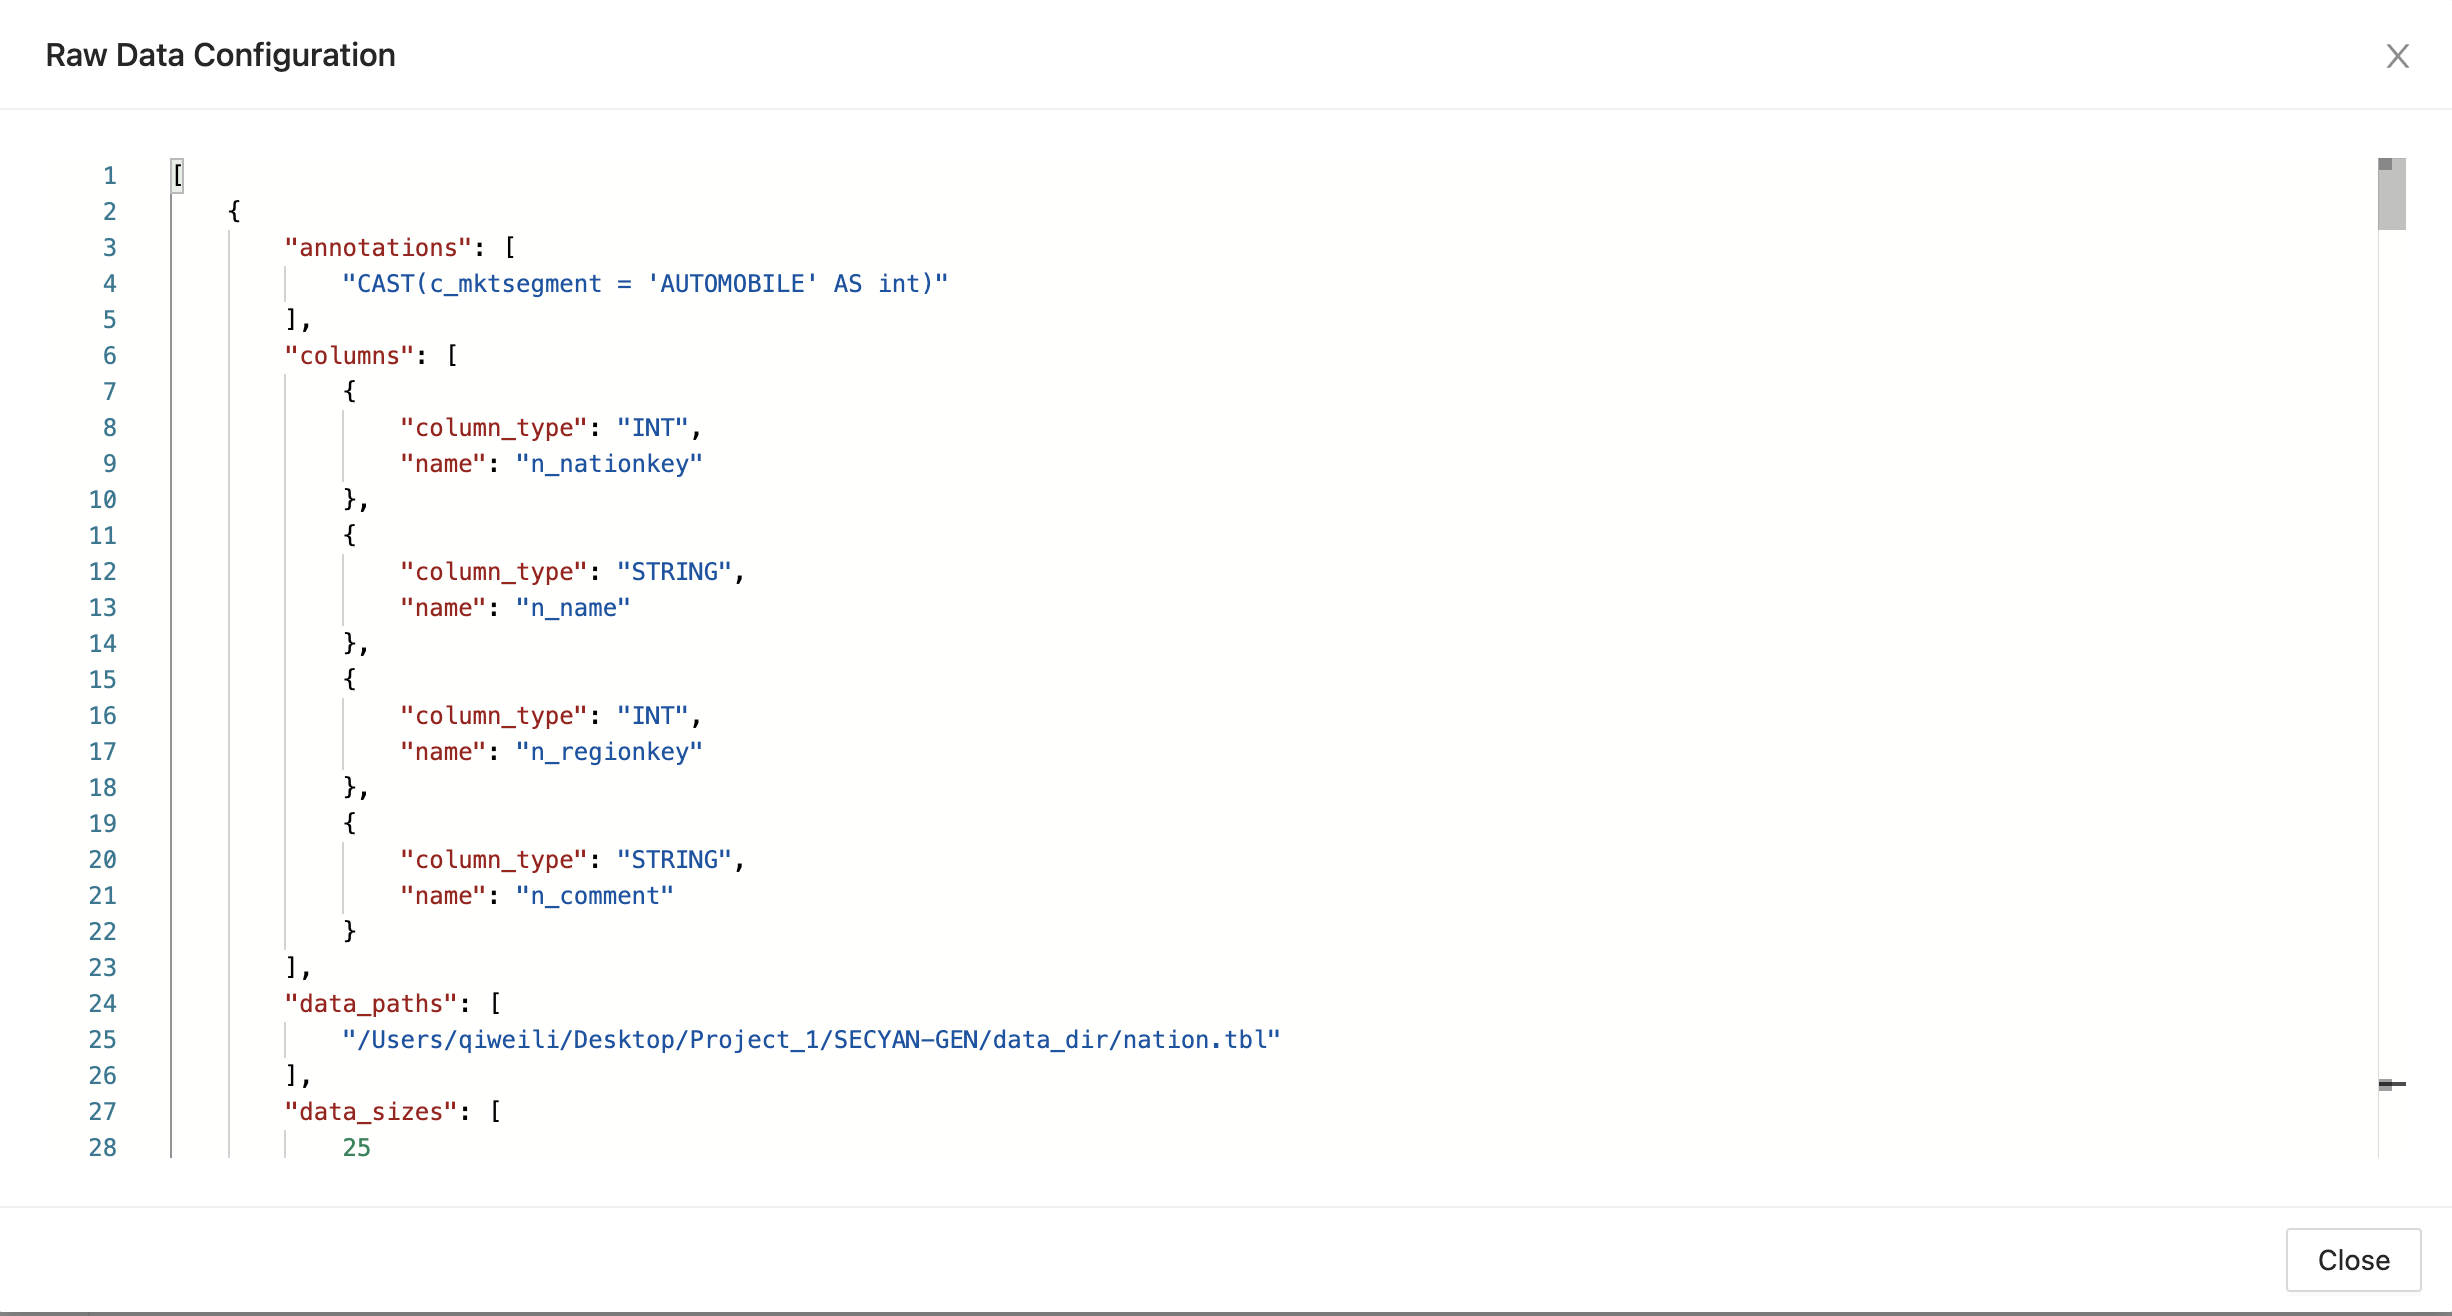 Raw Data Configuration
1 [
2     {
3         "annotations": [
4             "CAST(c_mktsegment = 'AUTOMOBILE' AS int)"
5         ],
6         "columns": [
7             {
8                 "column_type": "INT",
9                 "name": "n_nationkey"
10             },
11             {
12                 "column_type": "STRING",
13                 "name": "n_name"
14             },
15             {
16                 "column_type": "INT",
17                 "name": "n_regionkey"
18             },
19             {
20                 "column_type": "STRING",
21                 "name": "n_comment"
22             }
23         ],
24         "data_paths": [
25             "/Users/qiweili/Desktop/Project_1/SECYAN-GEN/data_dir/nation.tbl"
26         ],
27         "data_sizes": [
28             25
Close